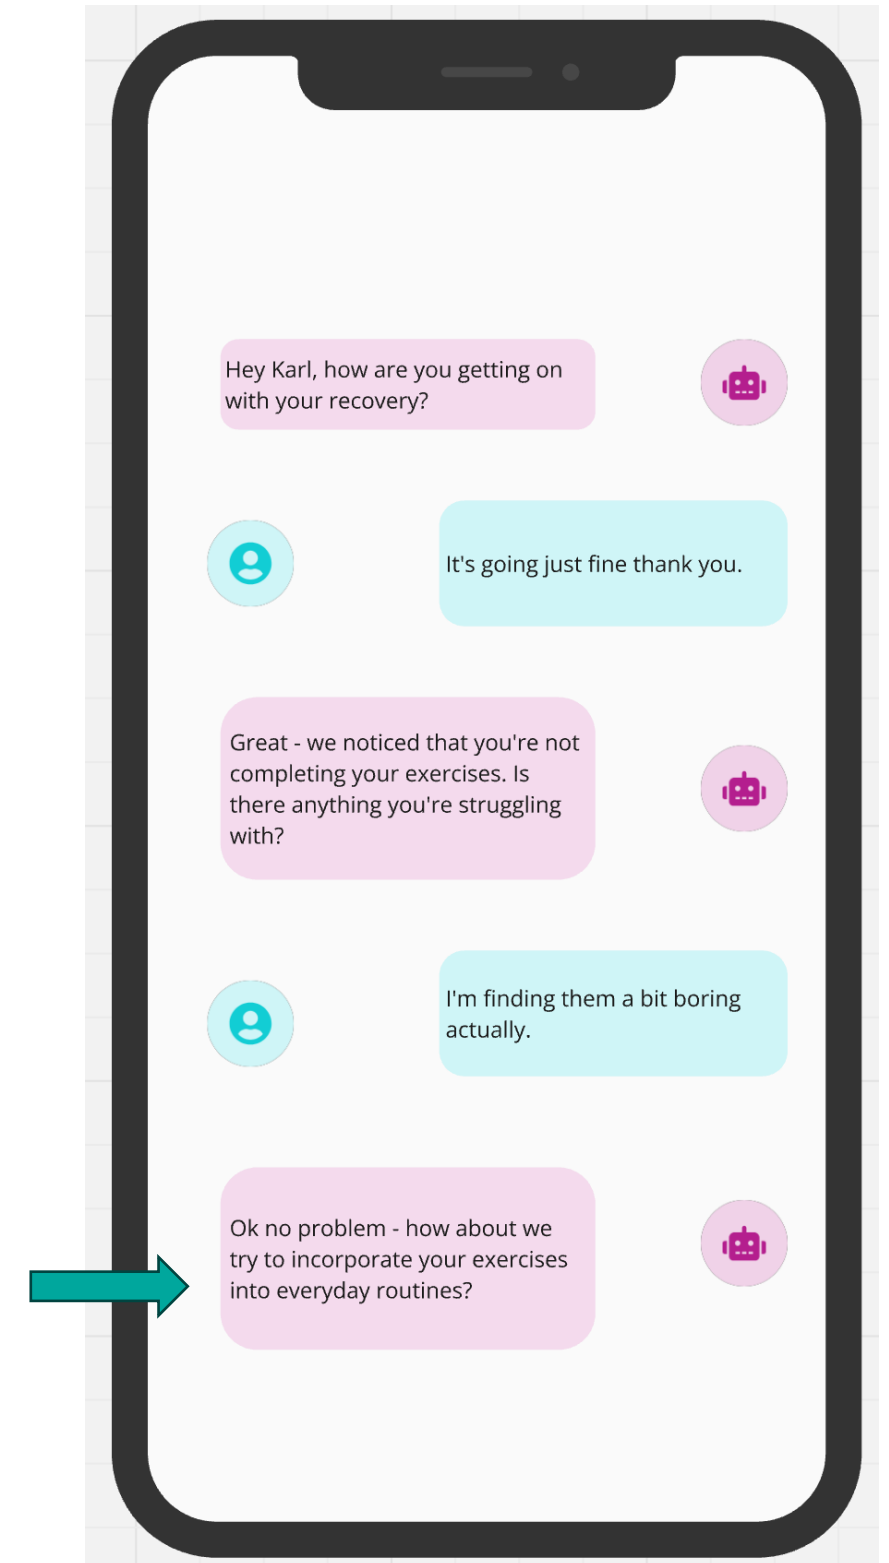 Hey Karl, how are you getting on
with your recovery?
It's going just fine thank you.
Great - we noticed that you're not
completing your exercises. Is
there anything you're struggling
with?
I'm finding them a bit boring
actually.
Ok no problem - how about we
try to incorporate your exercises
into everyday routines?